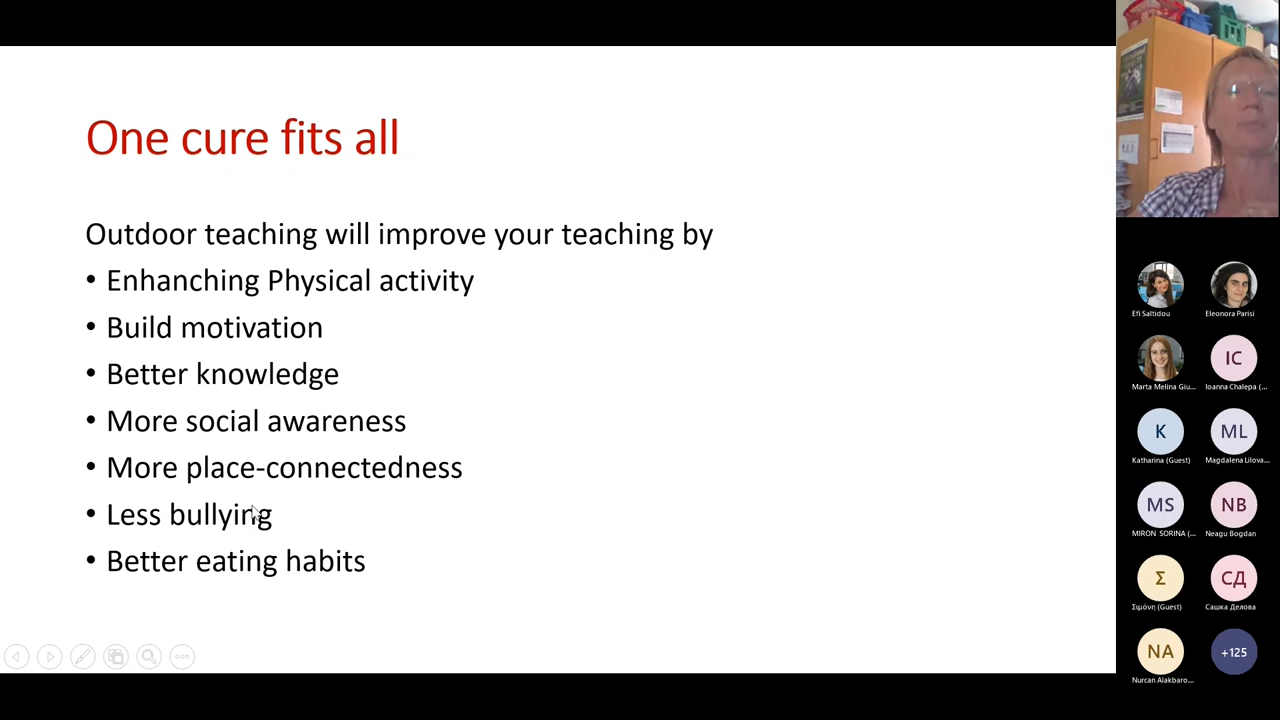 One cure fits all
Outdoor teaching will improve your teaching by
• Enhanching Physical activity
• Build motivation
• Better knowledge
• More social awareness
• More place-connectedness
• Less bullying
• Better eating habits
Efi Saltidou
Eleonora Parisi
Marta Melina Giu...
IC
Ioanna Chalepa (...
K
Katharina (Guest)
ML
Magdalena Lilova...
MS
MIRON SORINA (...
NB
Neagu Bogdan
Σ
Σιμόνη (Guest)
СД
Сашка Делова
NA
Nurcan Alakbaro...
+125